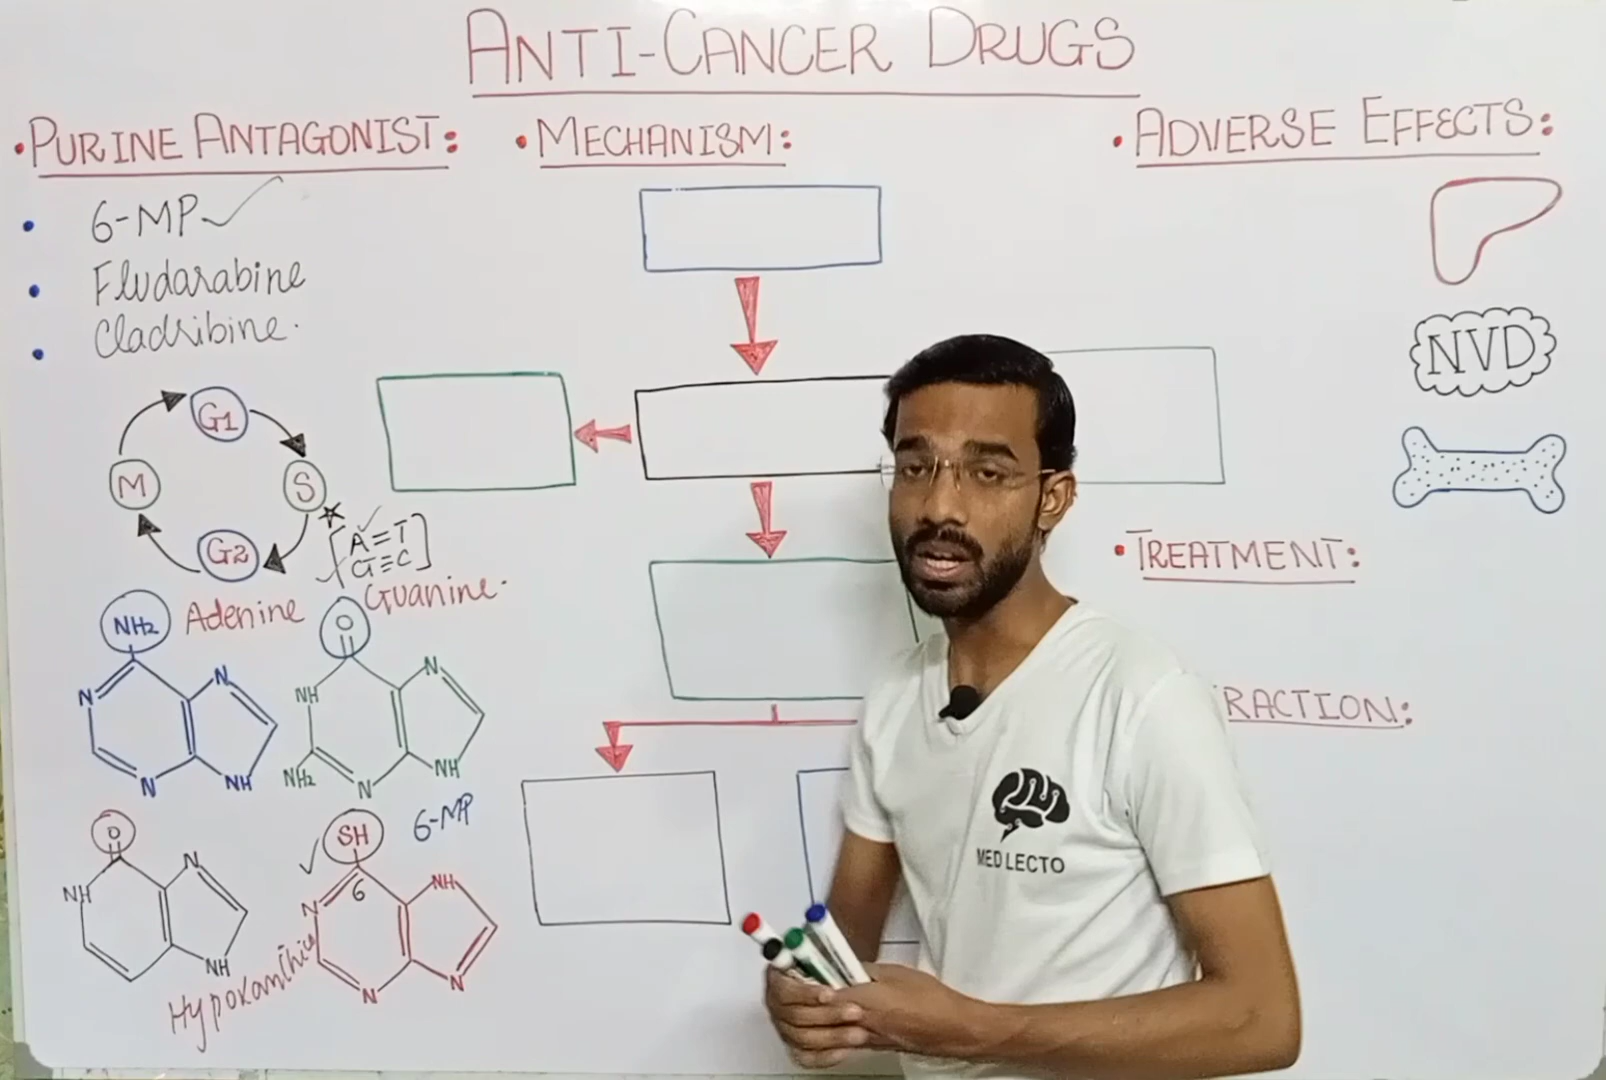 ANTI-CANCER DRUGS
• PURINE ANTAGONIST:
• 6-MP ✓
• Fludarabine
• Cladribine.
G1
M
S
G2
[A=T
G≡C]
Adenine
Guanine.
NH2
N
N
N
NH
O
NH
N
NH2
N
NH
O
NH
N
NH
Hypoxanthine
6-MP
✓ SH
6
N
NH
N
N
• MECHANISM:
• ADVERSE EFFECTS:
NVD
• TREATMENT:
RACTION:
MED LECTO